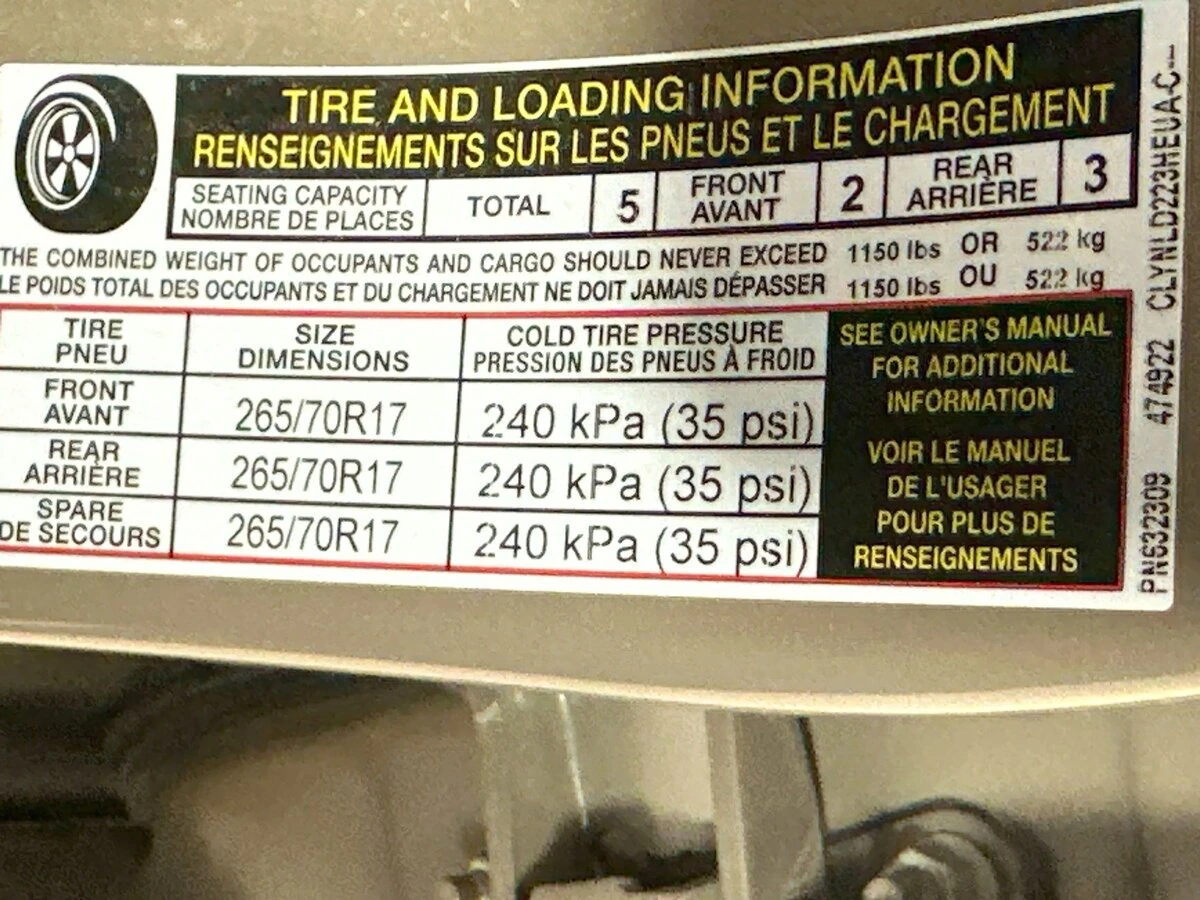 TIRE AND LOADING INFORMATION
RENSEIGNEMENTS SUR LES PNEUS ET LE CHARGEMENT
SEATING CAPACITY
NOMBRE DE PLACES
TOTAL
5
FRONT
AVANT
2
REAR
ARRIÈRE
3
THE COMBINED WEIGHT OF OCCUPANTS AND CARGO SHOULD NEVER EXCEED 1150 lbs OR 522 kg
LE POIDS TOTAL DES OCCUPANTS ET DU CHARGEMENT NE DOIT JAMAIS DÉPASSER 1150 lbs OU 522 kg
TIRE
PNEU
SIZE
DIMENSIONS
COLD TIRE PRESSURE
PRESSION DES PNEUS À FROID
FRONT
AVANT
265/70R17
240 kPa (35 psi)
REAR
ARRIÈRE
265/70R17
240 kPa (35 psi)
SPARE
DE SECOURS
265/70R17
240 kPa (35 psi)
SEE OWNER'S MANUAL
FOR ADDITIONAL
INFORMATION
VOIR LE MANUEL
DE L'USAGER
POUR PLUS DE
RENSEIGNEMENTS
PN632309 474922 CLYNLD223HEUAC--